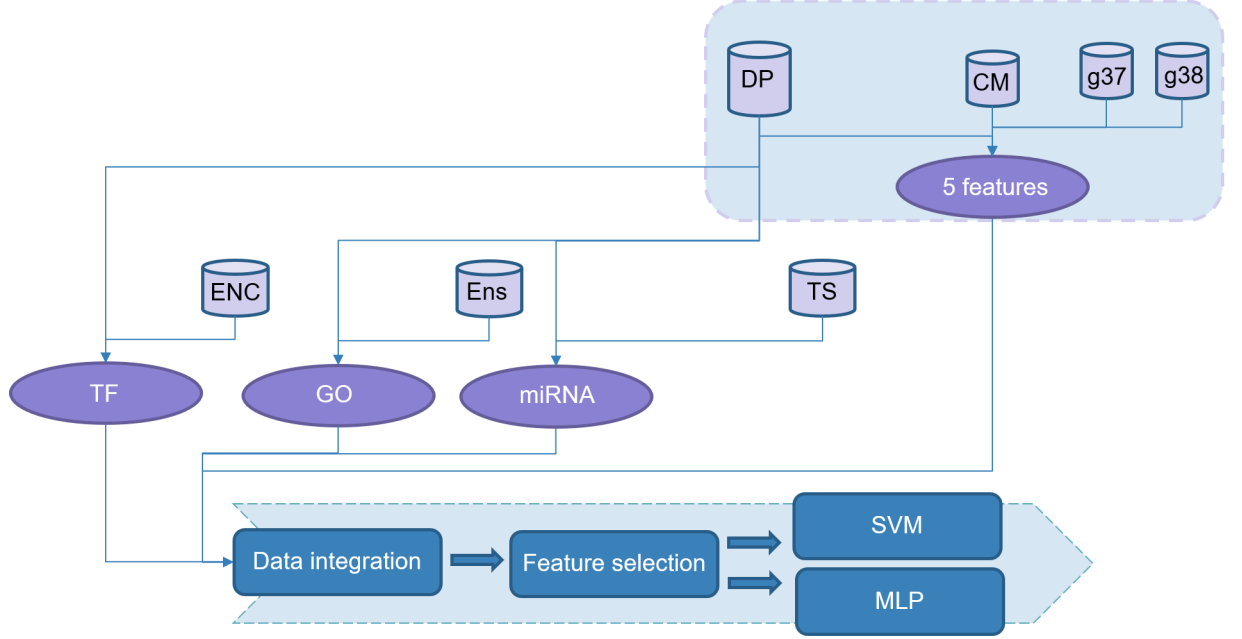 DP
CM
g37
g38
5 features
ENC
Ens
TS
TF
GO
miRNA
Data integration
Feature selection
SVM
MLP